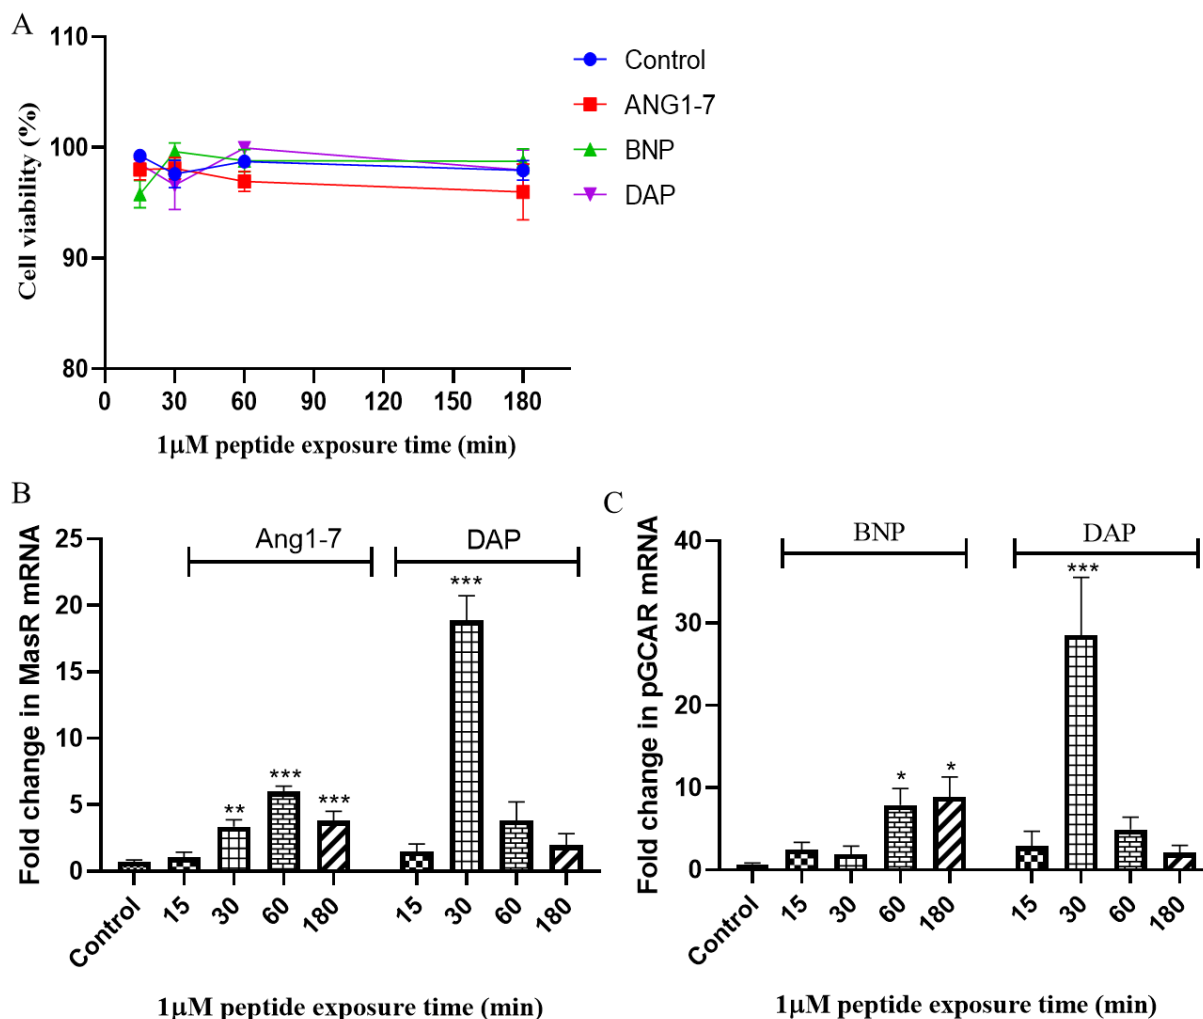 A
110
100
90
80
Cell viability (%)
0 30 60 90 120 150 180
1μM peptide exposure time (min)
Control
ANG1-7
BNP
DAP
B
25
20
15
10
5
0
Fold change in MasR mRNA
Ang1-7 DAP
** *** *** ***
Control 15 30 60 180 15 30 60 180
1μM peptide exposure time (min)
C
40
30
20
10
0
Fold change in pGCAR mRNA
BNP DAP
* * ***
Control 15 30 60 180 15 30 60 180
1μM peptide exposure time (min)